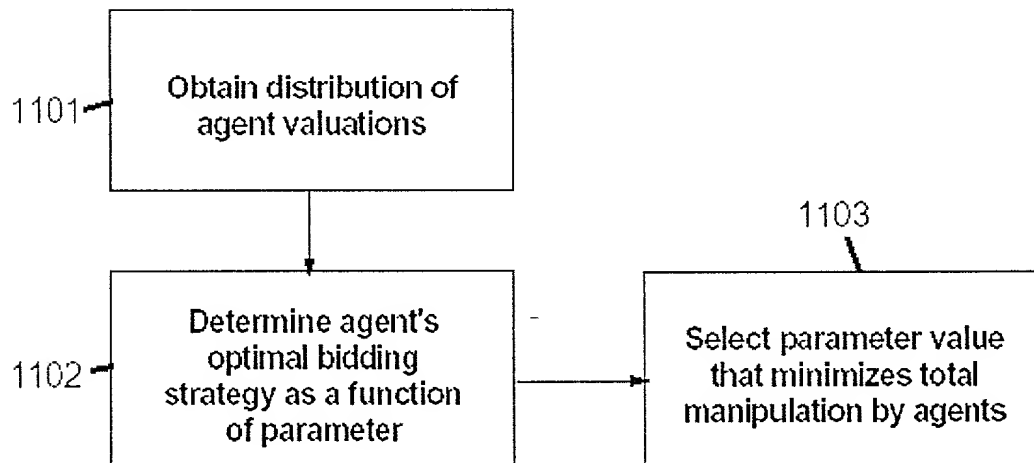 1101
Obtain distribution of
agent valuations
1103
1102
Determine agent's
optimal bidding
strategy as a function
of parameter
Select parameter value
that minimizes total
manipulation by agents